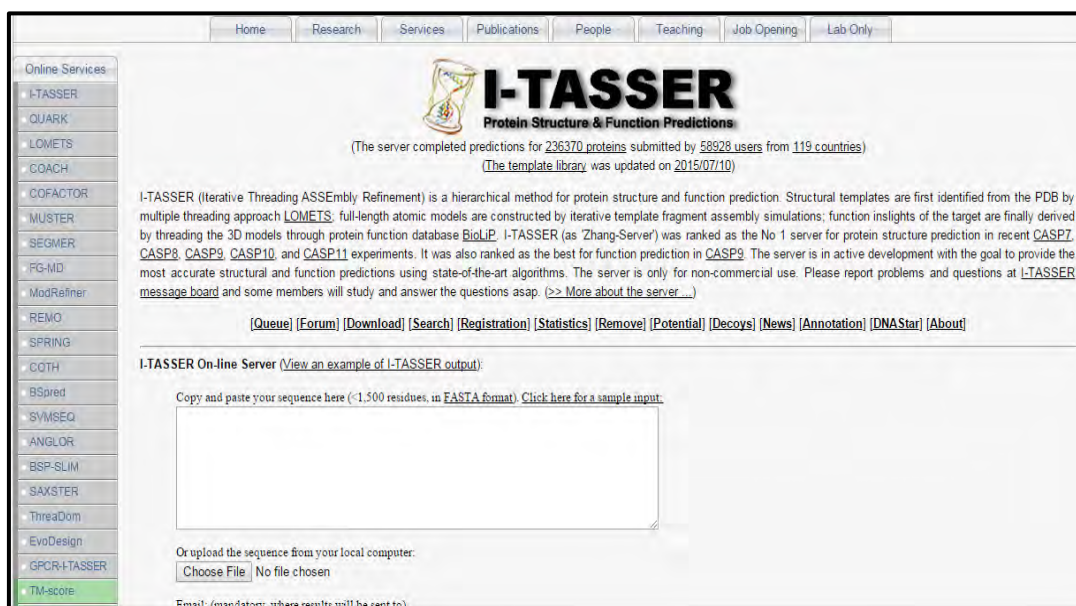 Home Research Services Publications People Teaching Job Opening Lab Only
Online Services
I-TASSER
QUARK
LOMETS
COACH
COFACTOR
MUSTER
SEGMER
FG-MD
ModRefiner
REMO
SPRING
COTH
BSpred
SVMSEQ
ANGLOR
BSP-SLIM
SAXSTER
ThreaDom
EvoDesign
GPCR-I-TASSER
TM-score
I-TASSER
Protein Structure & Function Predictions
(The server completed predictions for 236370 proteins submitted by 58928 users from 119 countries)
(The template library was updated on 2015/07/10)
I-TASSER (Iterative Threading ASSEmbly Refinement) is a hierarchical method for protein structure and function prediction. Structural templates are first identified from the PDB by
multiple threading approach LOMETS; full-length atomic models are constructed by iterative template fragment assembly simulations; function inslights of the target are finally derived
by threading the 3D models through protein function database BioLiP. I-TASSER (as 'Zhang-Server') was ranked as the No 1 server for protein structure prediction in recent CASP7,
CASP8, CASP9, CASP10, and CASP11 experiments. It was also ranked as the best for function prediction in CASP9. The server is in active development with the goal to provide the
most accurate structural and function predictions using state-of-the-art algorithms. The server is only for non-commercial use. Please report problems and questions at I-TASSER
message board and some members will study and answer the questions asap. (>> More about the server ...)
[Queue] [Forum] [Download] [Search] [Registration] [Statistics] [Remove] [Potential] [Decoys] [News] [Annotation] [DNAStar] [About]
I-TASSER On-line Server (View an example of I-TASSER output):
Copy and paste your sequence here (<1,500 residues, in FASTA format). Click here for a sample input:
Or upload the sequence from your local computer:
Choose File No file chosen
Email: (mandatory, where results will be sent to)